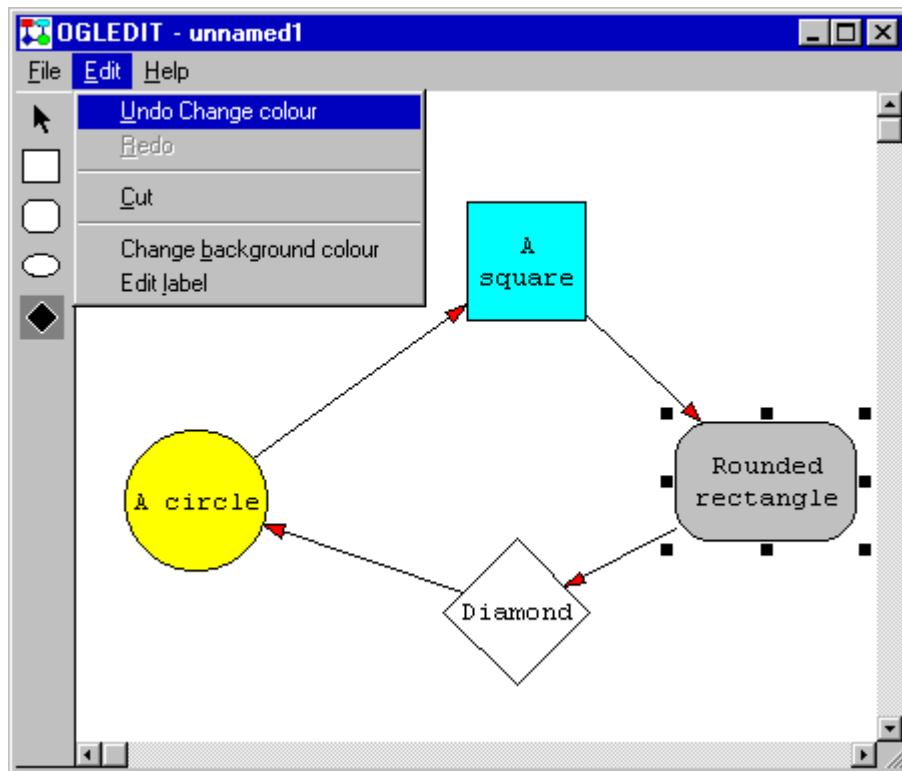 OGLEDIT - unnamed1
File Edit Help
Undo Change colour
Redo
Cut
Change background colour
Edit label
A
square
Rounded
rectangle
A circle
Diamond